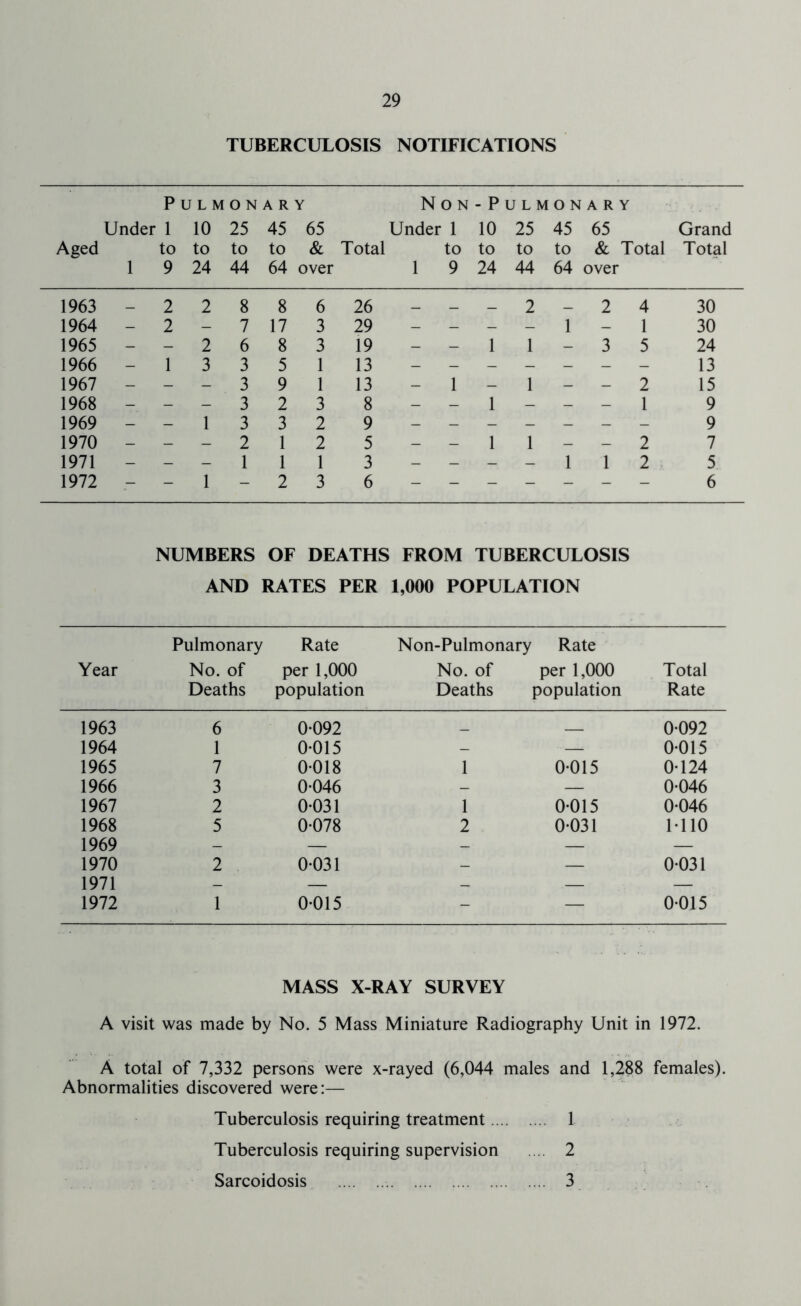 29
TUBERCULOSIS NOTIFICATIONS
PULMONARY NON-PULMONARY
Under 1 10 25 45 65 Under 1 10 25 45 65 Grand
Aged to to to to & Total to to to to & Total Total
1 9 24 44 64 over 1 9 24 44 64 over
1963 – 2 2 8 8 6 26 – – – 2 – 2 4 30
1964 – 2 – 7 17 3 29 – – – – 1 – 1 30
1965 – – 2 6 8 3 19 – – 1 1 – 3 5 24
1966 – 1 3 3 5 1 13 – – – – – – – 13
1967 – – – 3 9 1 13 – 1 – 1 – – 2 15
1968 – – – 3 2 3 8 – – 1 – – – 1 9
1969 – – 1 3 3 2 9 – – – – – – – 9
1970 – – – 2 1 2 5 – – 1 1 – – 2 7
1971 – – – 1 1 1 3 – – – – 1 1 2 5
1972 – – 1 – 2 3 6 – – – – – – – 6
NUMBERS OF DEATHS FROM TUBERCULOSIS
AND RATES PER 1,000 POPULATION
Pulmonary Rate Non-Pulmonary Rate
Year No. of per 1,000 No. of per 1,000 Total
Deaths population Deaths population Rate
1963 6 0·092 – — 0·092
1964 1 0·015 – — 0·015
1965 7 0·018 1 0·015 0·124
1966 3 0·046 – — 0·046
1967 2 0·031 1 0·015 0·046
1968 5 0·078 2 0·031 1·110
1969 – — – — —
1970 2 0·031 – — 0·031
1971 – — – — —
1972 1 0·015 – — 0·015
MASS X-RAY SURVEY
A visit was made by No. 5 Mass Miniature Radiography Unit in 1972.
A total of 7,332 persons were x-rayed (6,044 males and 1,288 females).
Abnormalities discovered were:—
Tuberculosis requiring treatment .... .... 1
Tuberculosis requiring supervision .... 2
Sarcoidosis .... .... .... .... .... .... 3